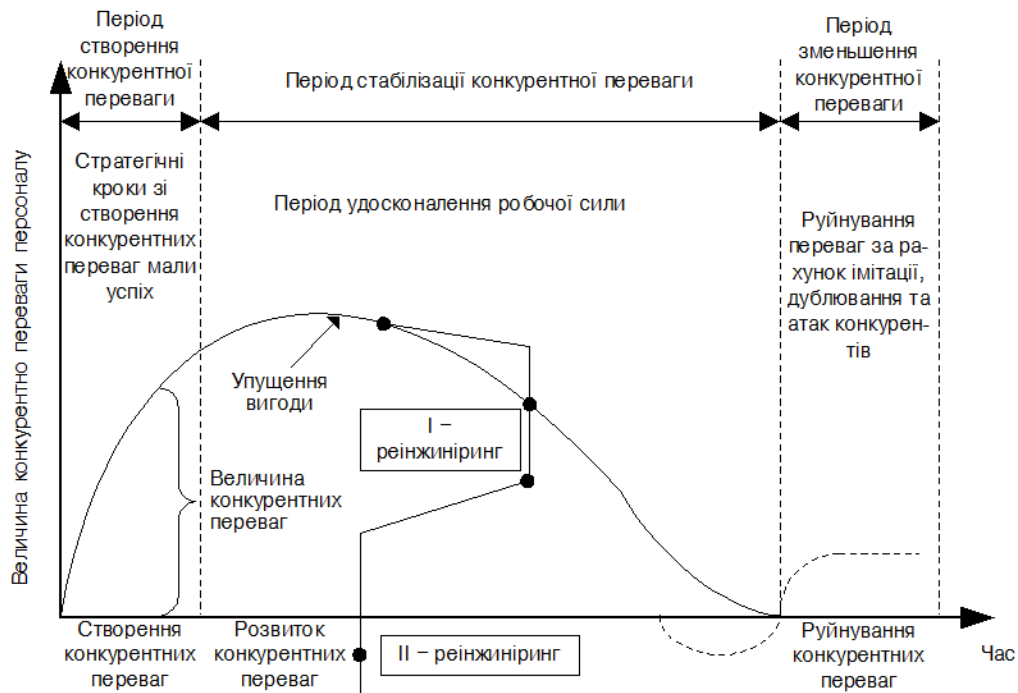 Період
створення
конкурентної
переваги
Період стабілізації конкурентної переваги
Період
зменшення
конкурентної
переваги
Величина конкурентно переваги персоналу
Стратегічні
кроки зі
створення
конкурентних
переваг мали
успіх
Період удосконалення робочої сили
Руйнування
переваг за ра-
хунок імітації,
дублювання та
атак конкурен-
тів
Упущення
вигоди
I –
реінжиніринг
Величина
конкурентних
переваг
Створення
конкурентних
переваг
Розвиток
конкурентних
переваг
II – реінжиніринг
Руйнування
конкурентних
переваг
Час